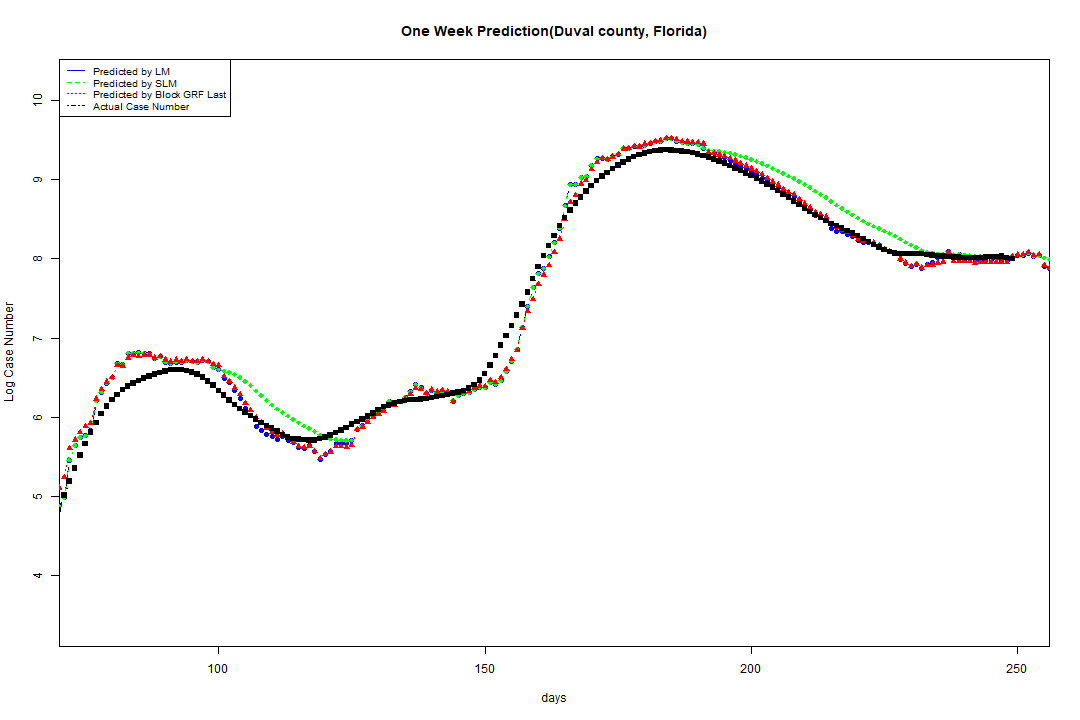 One Week Prediction(Duval county, Florida)
Predicted by LM
Predicted by SLM
Predicted by Block GRF Last
Actual Case Number
10
9
8
7
6
5
4
Log Case Number
100 150 200 250
days